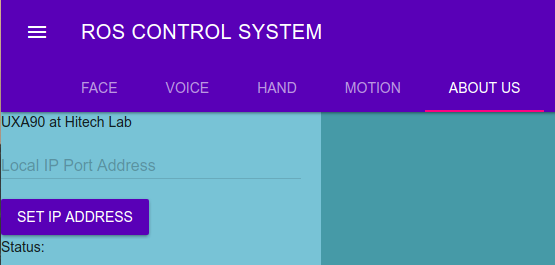 ROS CONTROL SYSTEM
FACE VOICE HAND MOTION ABOUT US
UXA90 at Hitech Lab
Local IP Port Address
SET IP ADDRESS
Status: